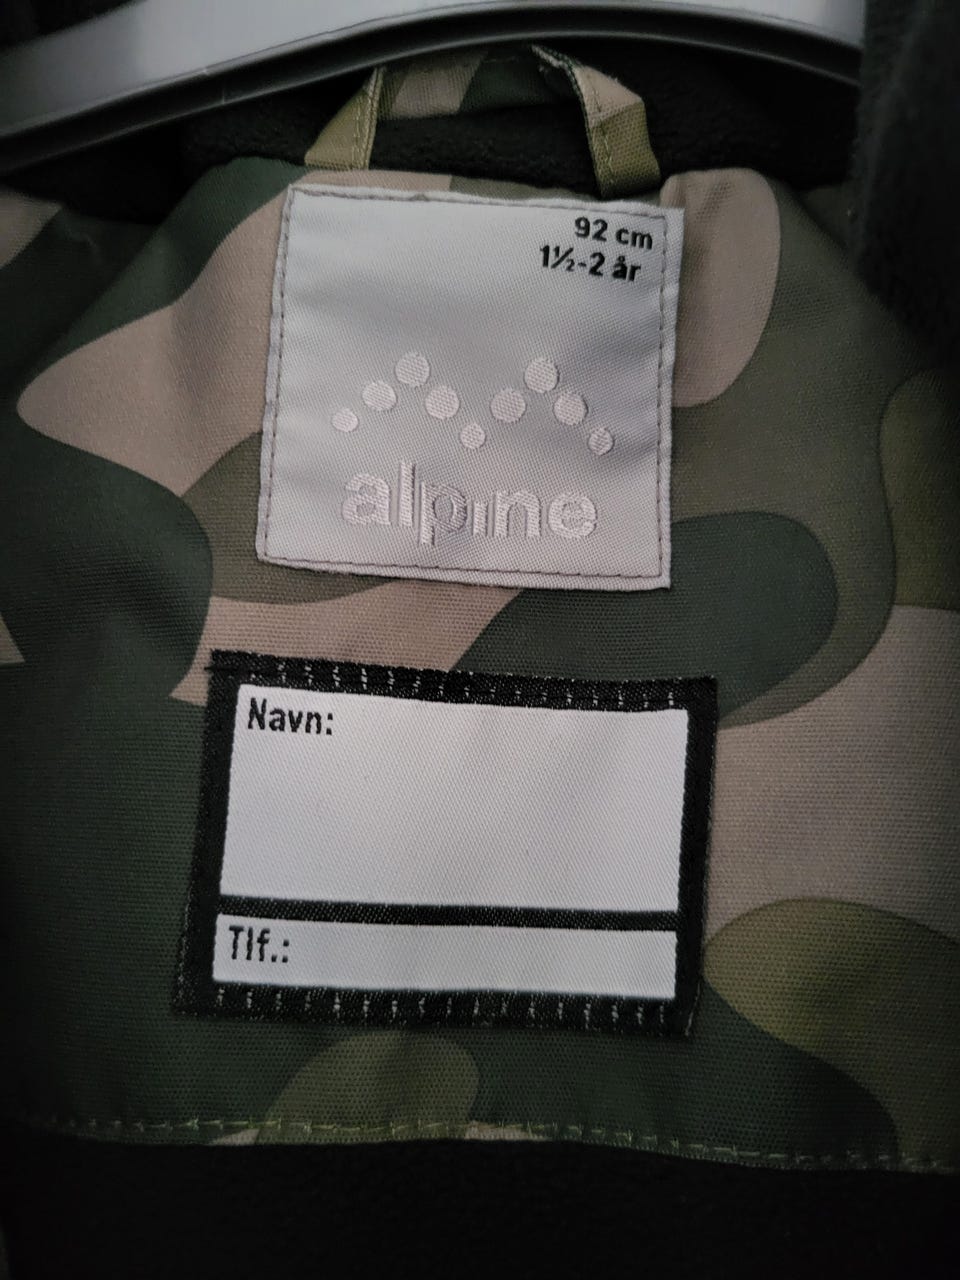 92 cm
1½-2 år
alpine
Navn:
Tlf.: